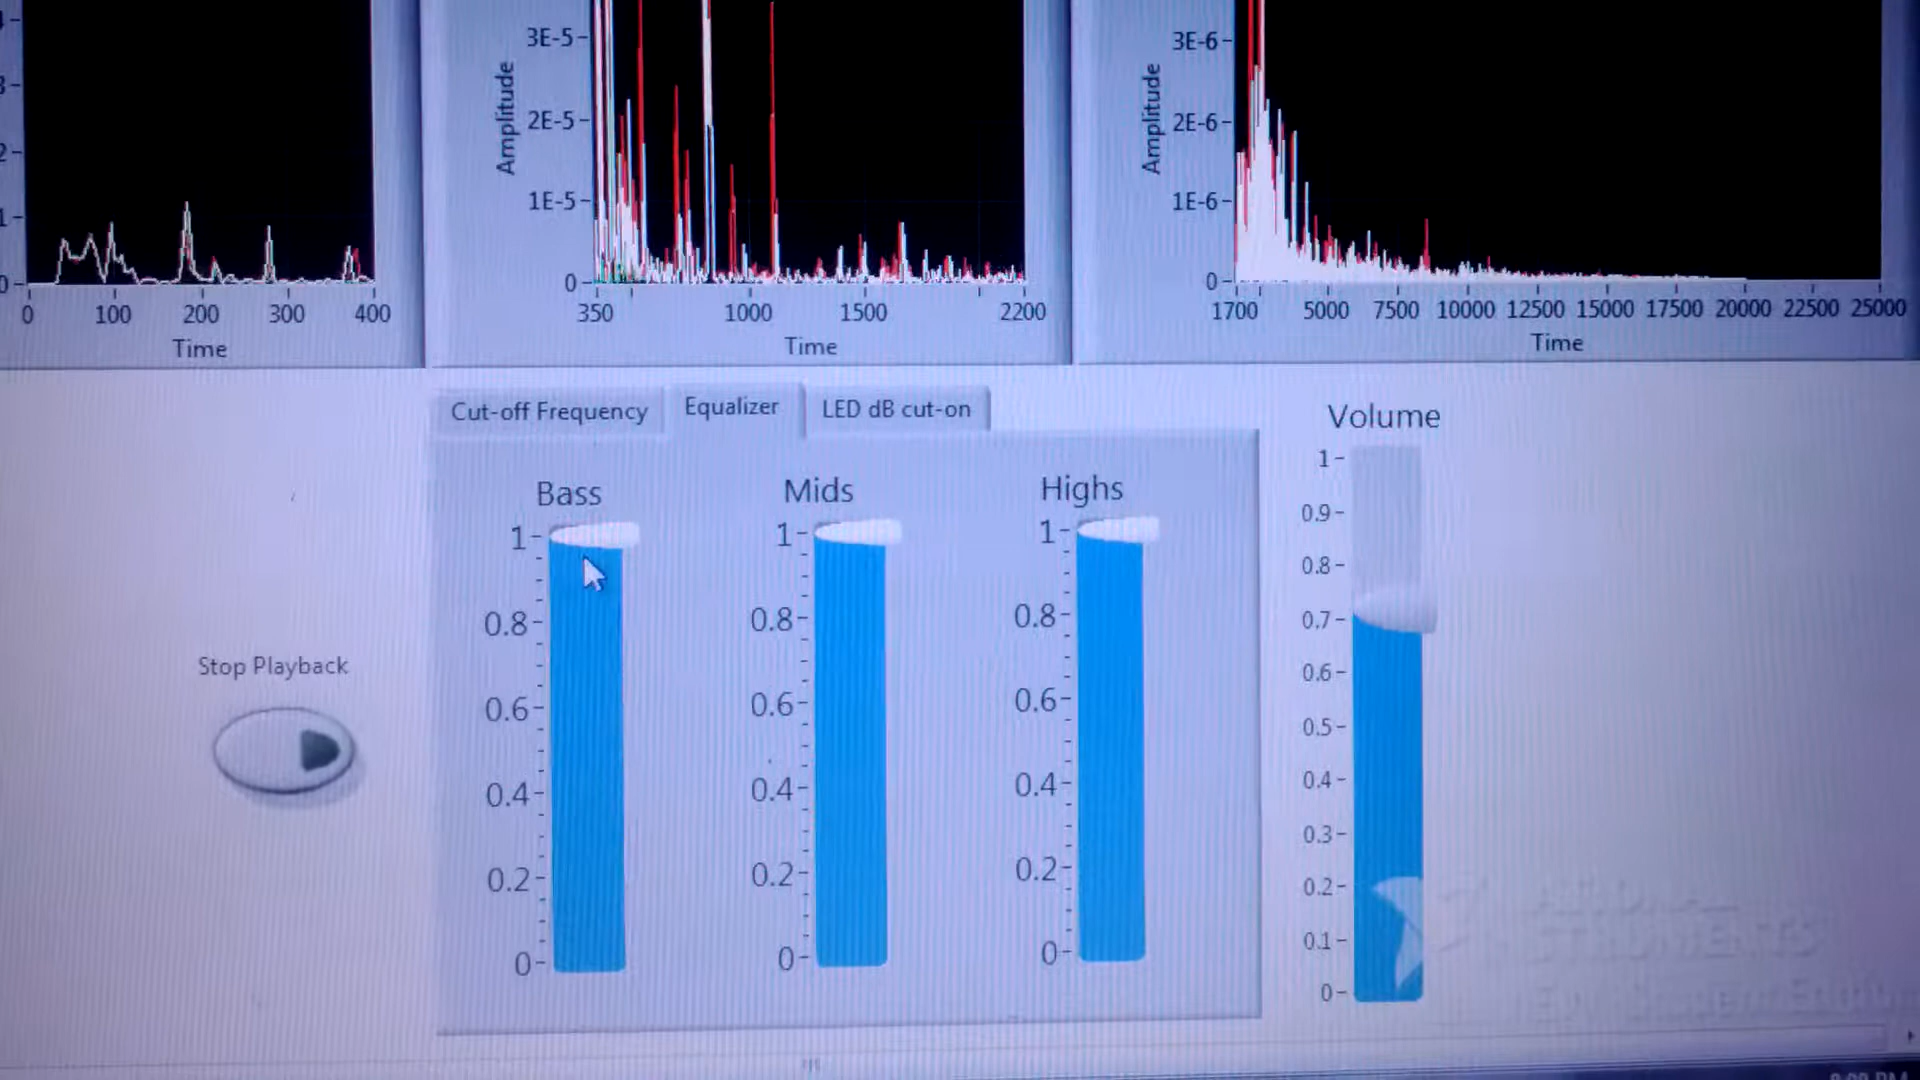 3
2
1
0
0 100 200 300 400
Time
Amplitude
3E-5
2E-5
1E-5
0
350 1000 1500 2200
Time
Amplitude
3E-6
2E-6
1E-6
0
1700 5000 7500 10000 12500 15000 17500 20000 22500 25000
Time
Cut-off Frequency Equalizer LED dB cut-on
Stop Playback
Bass
1
0.8
0.6
0.4
0.2
0
Mids
1
0.8
0.6
0.4
0.2
0
Highs
1
0.8
0.6
0.4
0.2
0
Volume
1
0.9
0.8
0.7
0.6
0.5
0.4
0.3
0.2
0.1
0